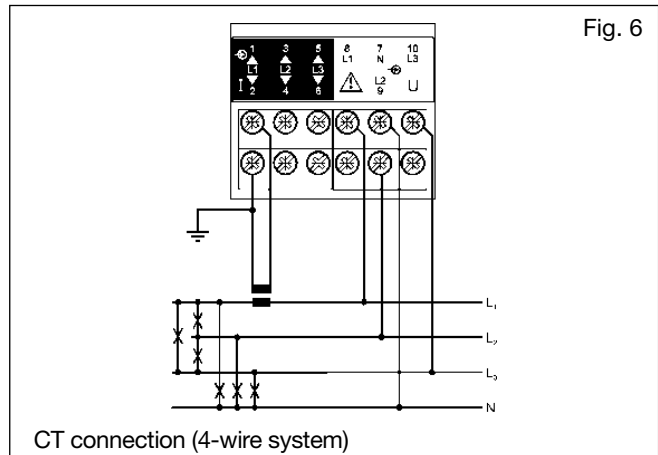 Fig. 6
1 3 5 8 7 10
L1 N L3
L1 L2 L3
L2
I U
2 4 6 9
L1
L2
L3
N
CT connection (4-wire system)